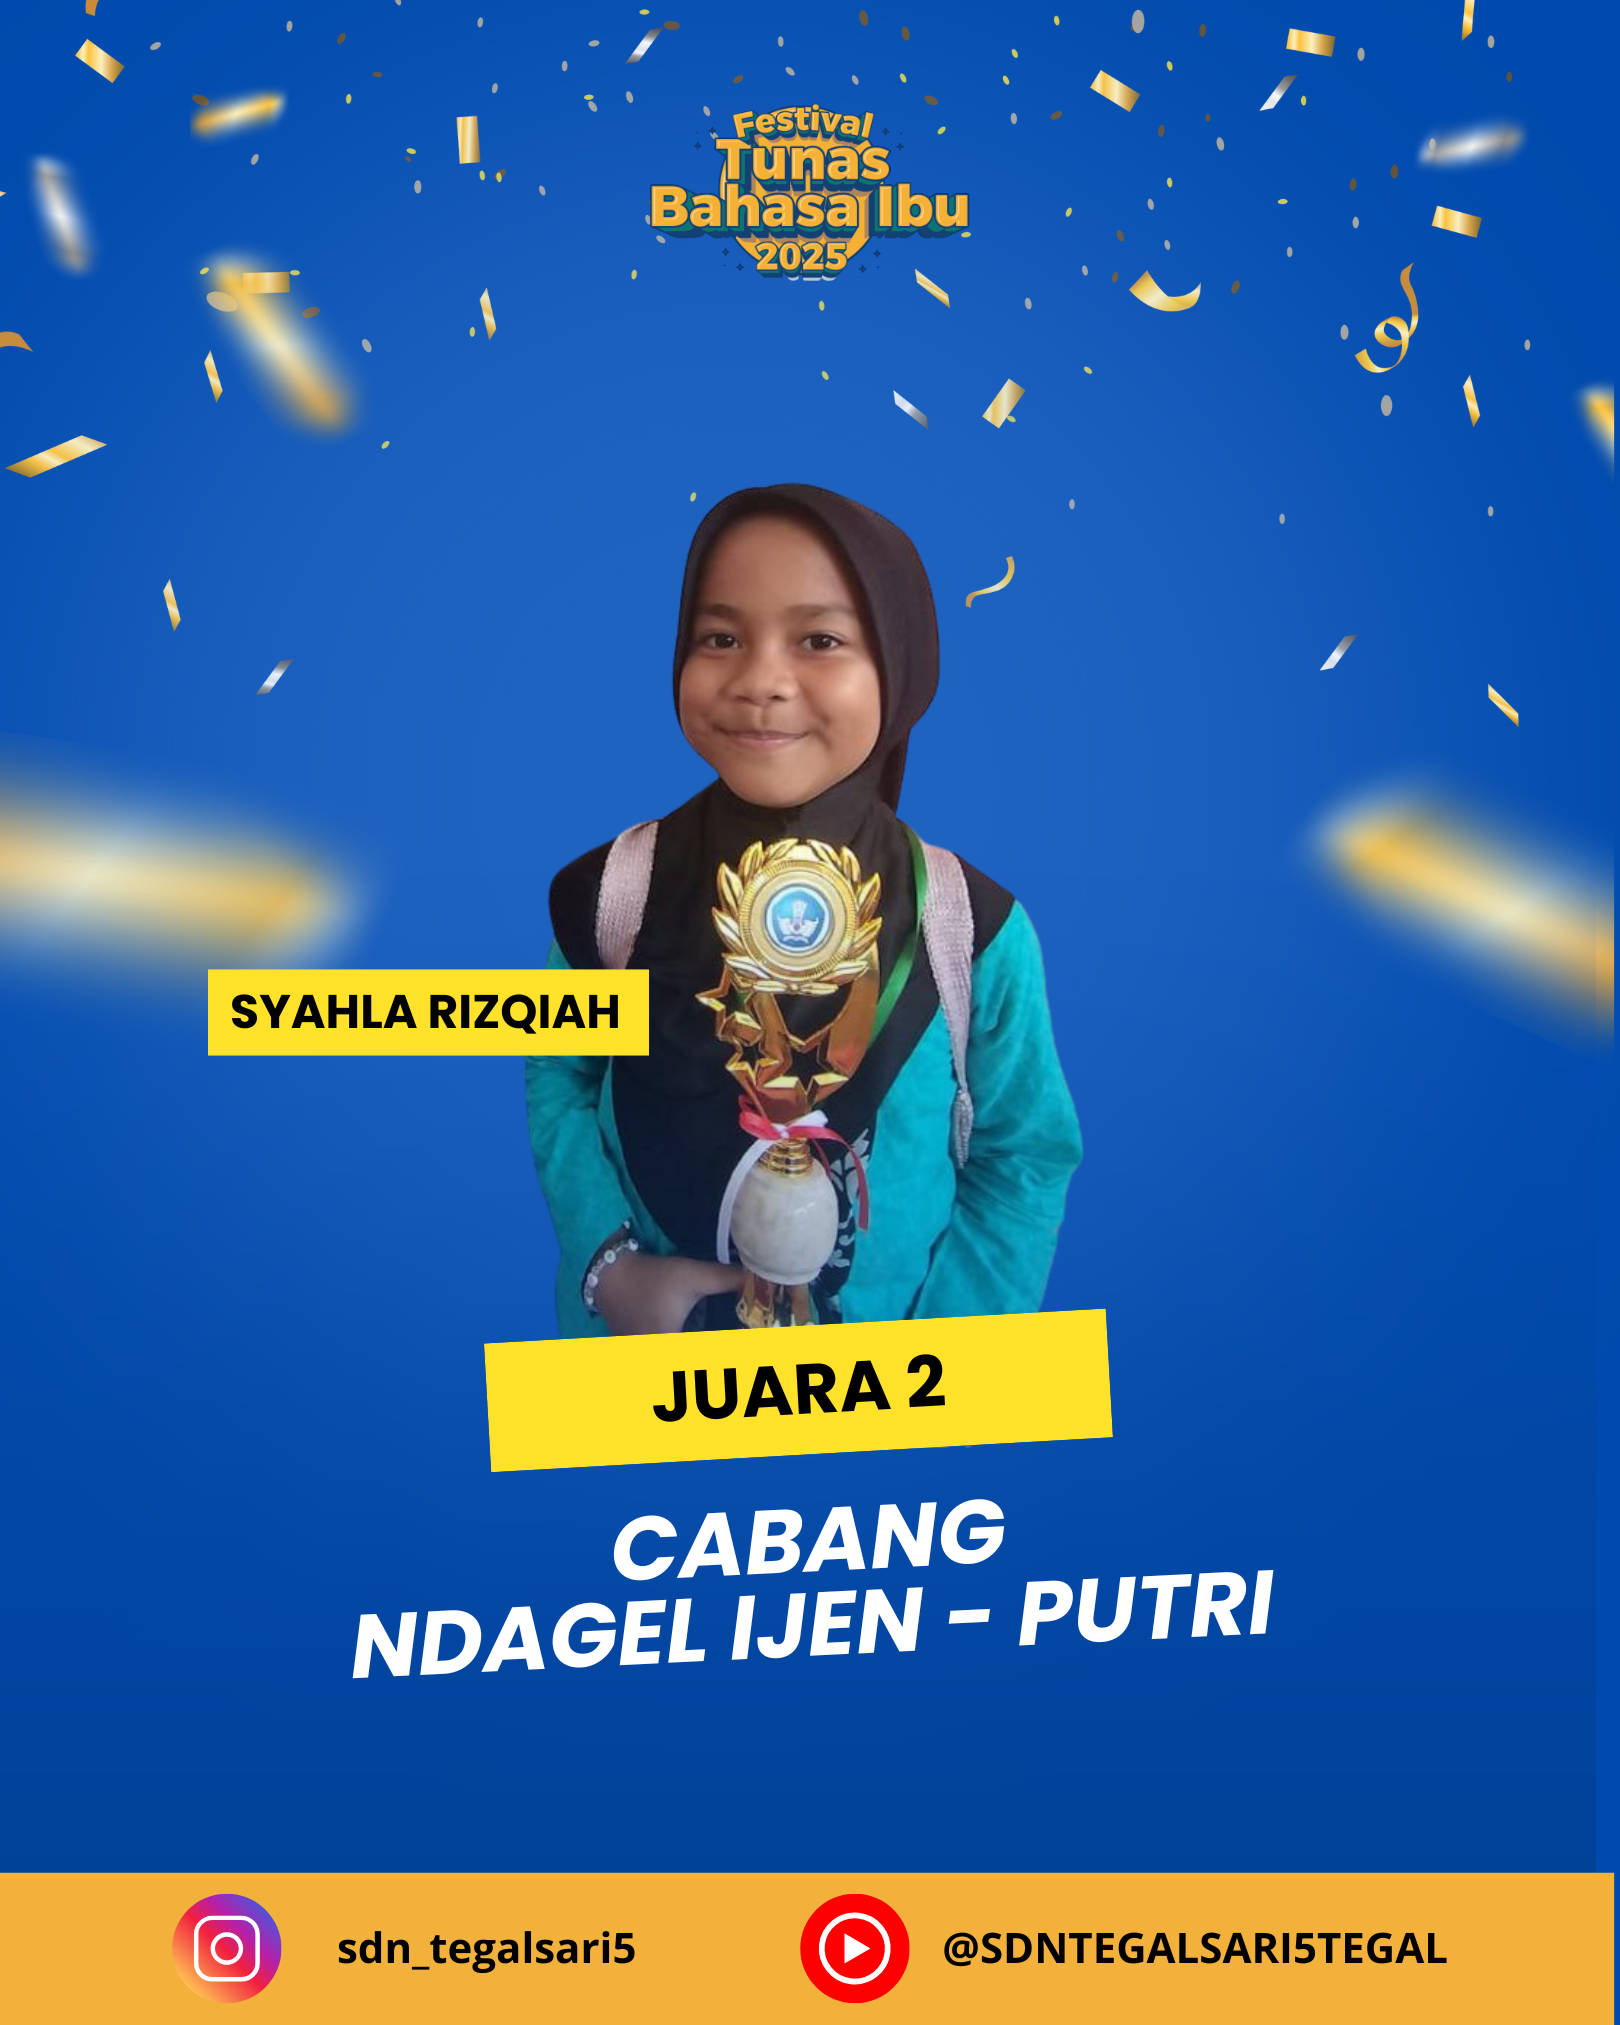 Festival
Tunas
Bahasa Ibu
2025
SYAHLA RIZQIAH
JUARA 2
CABANG
NDAGEL IJEN - PUTRI
sdn_tegalsari5
@SDNTEGALSARI5TEGAL